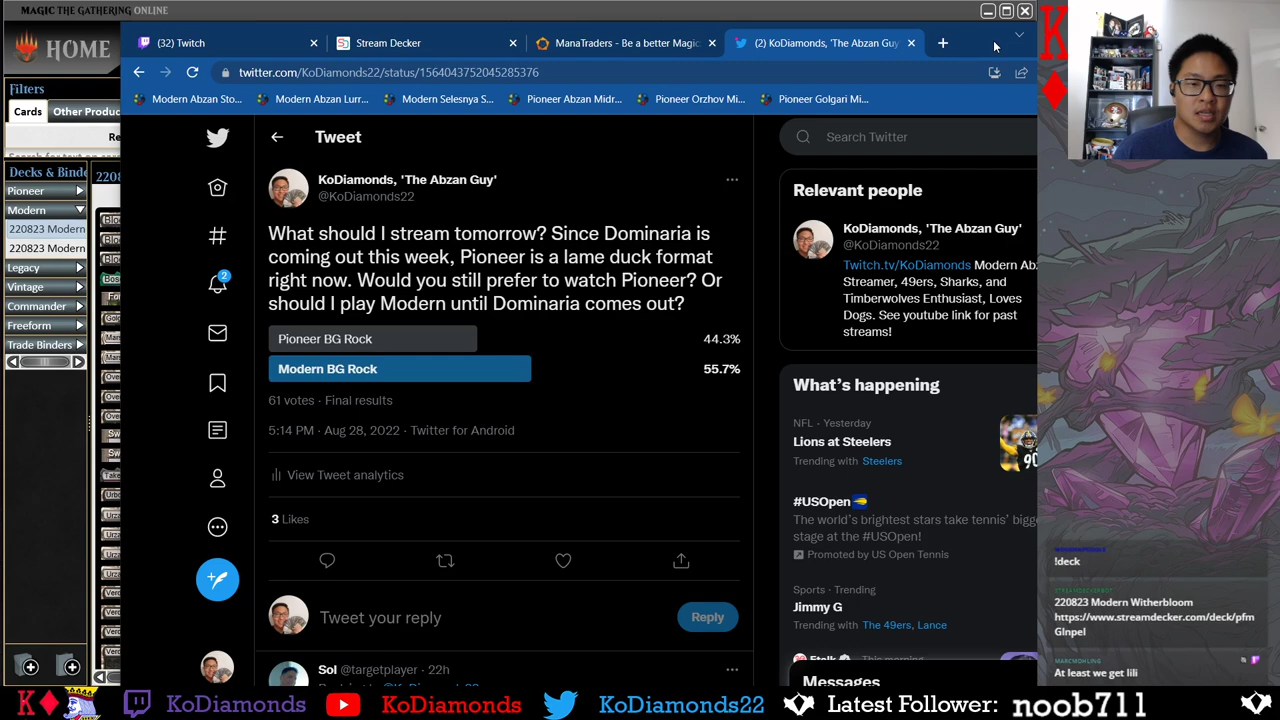 MAGIC THE GATHERING ONLINE
HOME
Filters
Cards
Other Produc
Re
Decks & Binde
Pioneer
Modern
220823 Modern
220823 Modern
Legacy
Vintage
Commander
Freeform
Trade Binders
(32) Twitch
Stream Decker
ManaTraders - Be a better Magic
(2) KoDiamonds, 'The Abzan Guy'
twitter.com/KoDiamonds22/status/1564043752045285376
Modern Abzan Sto...
Modern Abzan Lurr...
Modern Selesnya S...
Pioneer Abzan Midr...
Pioneer Orzhov Mi...
Pioneer Golgari Mi...
Tweet
KoDiamonds, 'The Abzan Guy'
@KoDiamonds22
What should I stream tomorrow? Since Dominaria is
coming out this week, Pioneer is a lame duck format
right now. Would you still prefer to watch Pioneer? Or
should I play Modern until Dominaria comes out?
Pioneer BG Rock 44.3%
Modern BG Rock 55.7%
61 votes · Final results
5:14 PM · Aug 28, 2022 · Twitter for Android
View Tweet analytics
3 Likes
Tweet your reply
Reply
Sol @targetplayer · 22h
2
Search Twitter
Relevant people
KoDiamonds, 'The Abzan Guy'
@KoDiamonds22
Twitch.tv/KoDiamonds Modern Ab
Streamer, 49ers, Sharks, and
Timberwolves Enthusiast, Loves
Dogs. See youtube link for past
streams!
What's happening
NFL · Yesterday
Lions at Steelers
Trending with Steelers
#USOpen
The world's brightest stars take tennis' bigg
stage at the #USOpen!
Promoted by US Open Tennis
Sports · Trending
Jimmy G
Trending with The 49ers, Lance
Messages
K
!deck
220823 Modern Witherbloom
https://www.streamdecker.com/deck/pfm
GInpel
At least we get lili
K
KoDiamonds
KoDiamonds
KoDiamonds22
Latest Follower: noob711